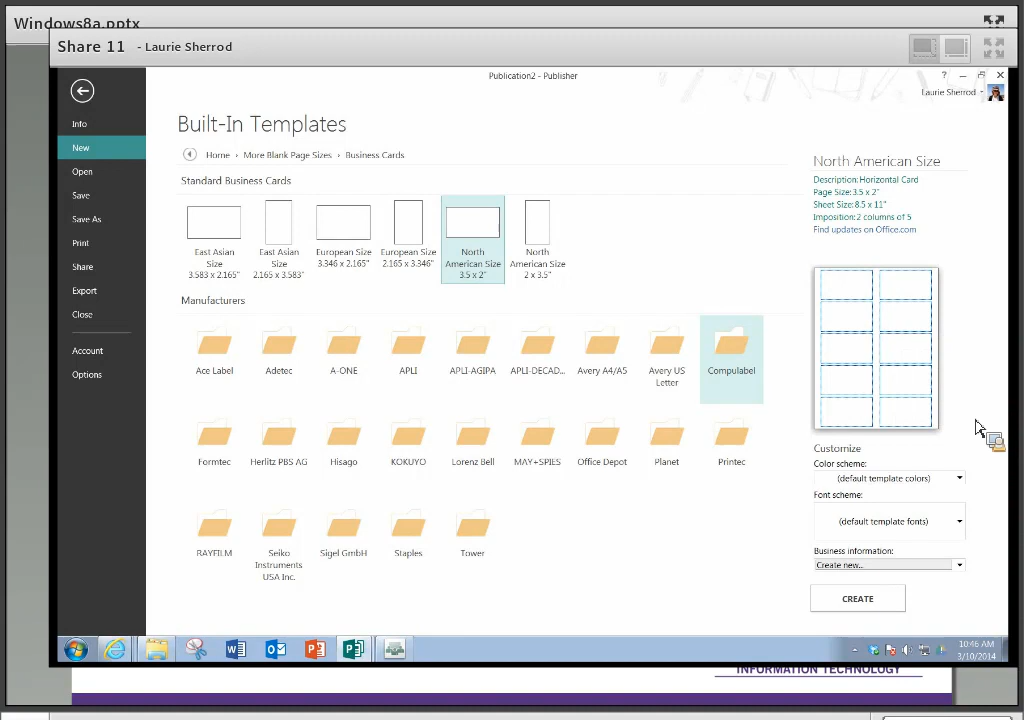 Windows8a.pptx
Share 11 - Laurie Sherrod
Publication2 - Publisher
?
Laurie Sherrod
Info
New
Open
Save
Save As
Print
Share
Export
Close
Account
Options
Built-In Templates
Home › More Blank Page Sizes › Business Cards
Standard Business Cards
East Asian
Size
3.583 x 2.165"
East Asian
Size
2.165 x 3.583"
European Size
3.346 x 2.165"
European Size
2.165 x 3.346"
North
American Size
3.5 x 2"
North
American Size
2 x 3.5"
Manufacturers
Ace Label
Adetec
A-ONE
APLI
APLI-AGIPA
APLI-DECAD...
Avery A4/A5
Avery US
Letter
Compulabel
Formtec
Herlitz PBS AG
Hisago
KOKUYO
Lorenz Bell
MAY+SPIES
Office Depot
Planet
Printec
RAYFILM
Seiko
Instruments
USA Inc.
Sigel GmbH
Staples
Tower
North American Size
Description: Horizontal Card
Page Size: 3.5 x 2"
Sheet Size: 8.5 x 11"
Imposition: 2 columns of 5
Find updates on Office.com
Customize
Color scheme:
(default template colors)
Font scheme:
(default template fonts)
Business information:
Create new...
CREATE
10:46 AM
3/10/2014
INFORMATION TECHNOLOGY